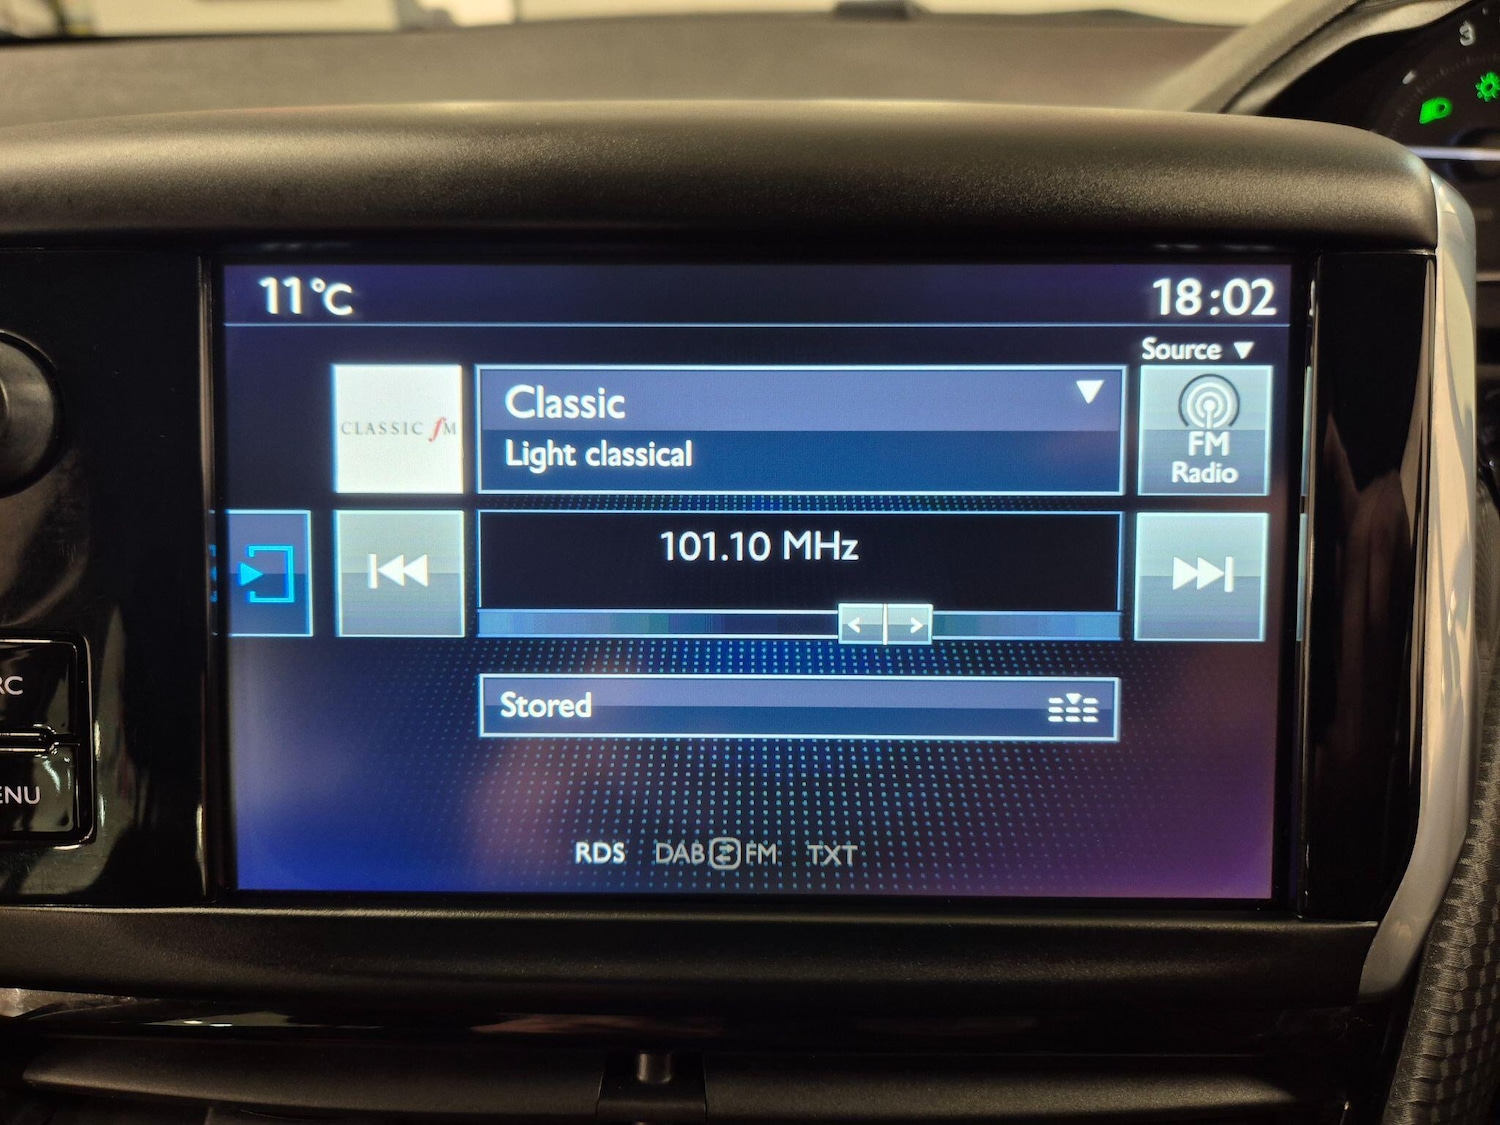 3
11°C
18:02
Source
CLASSIC fM
Classic
Light classical
FM
Radio
101.10 MHz
Stored
RC
ENU
RDS DAB FM TXT